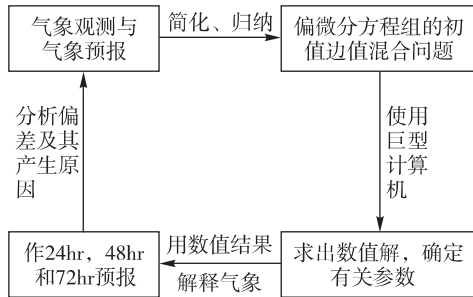 气象观测与
气象预报
简化、归纳
偏微分方程组的初
值边值混合问题
使用
巨型
计算
机
求出数值解，确定
有关参数
用数值结果
解释气象
作24hr，48hr
和72hr预报
分析偏
差及其
产生原
因